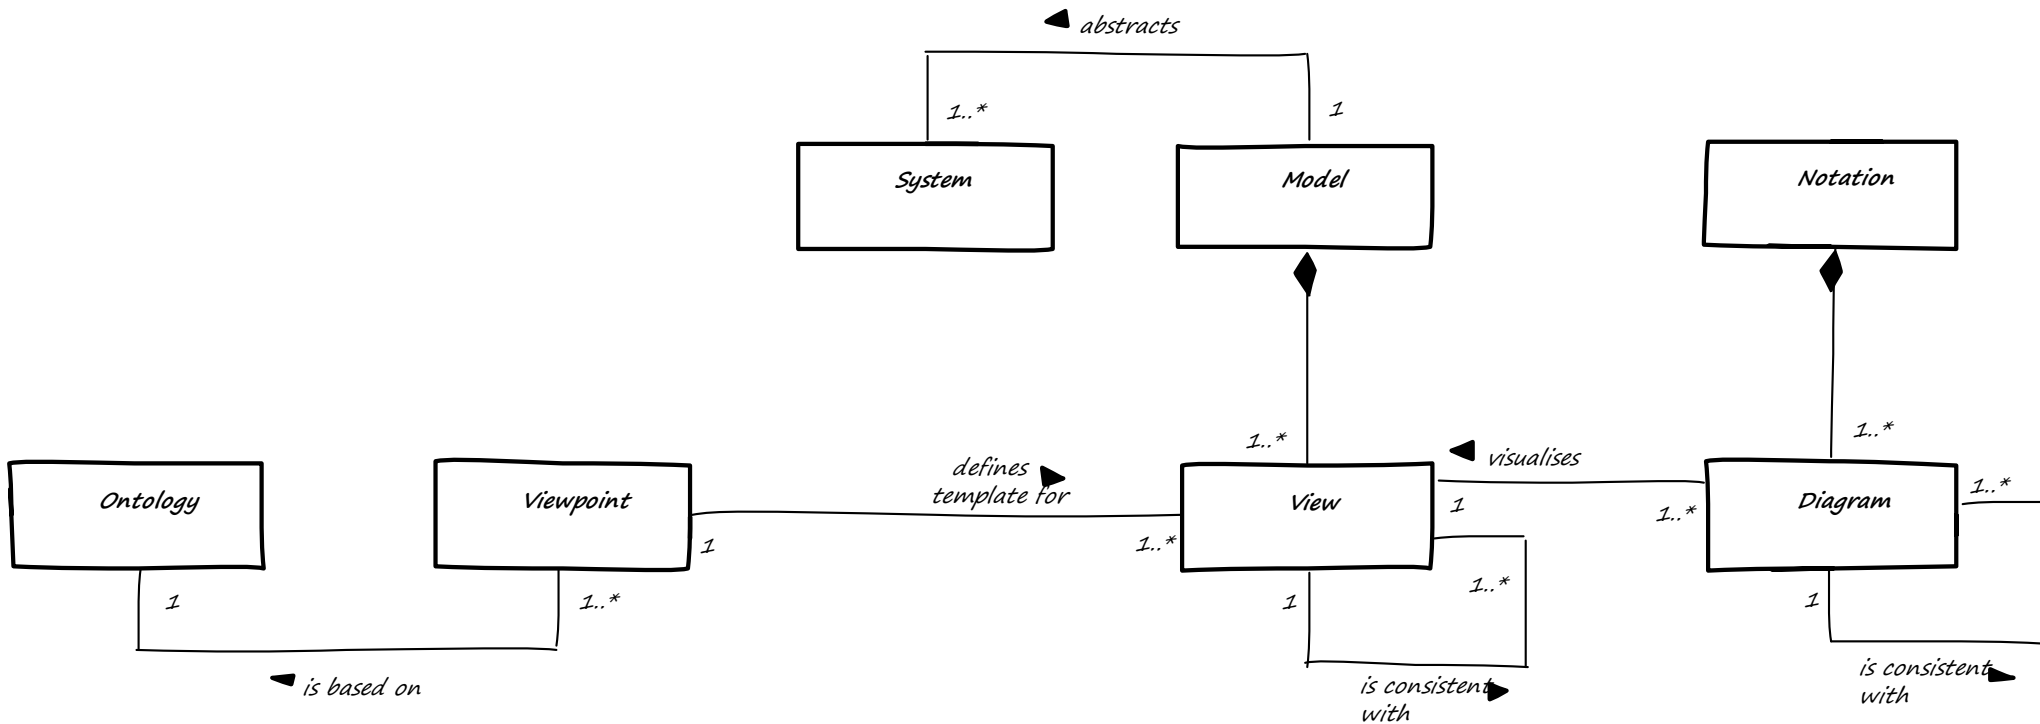 abstracts
1..*
1
System
Model
Notation
1..*
1..*
Ontology
Viewpoint
defines
template for
View
visualises
Diagram
1..*
1
1..*
1
1..*
1
1..*
1
1..*
1
is based on
is consistent
with
is consistent
with